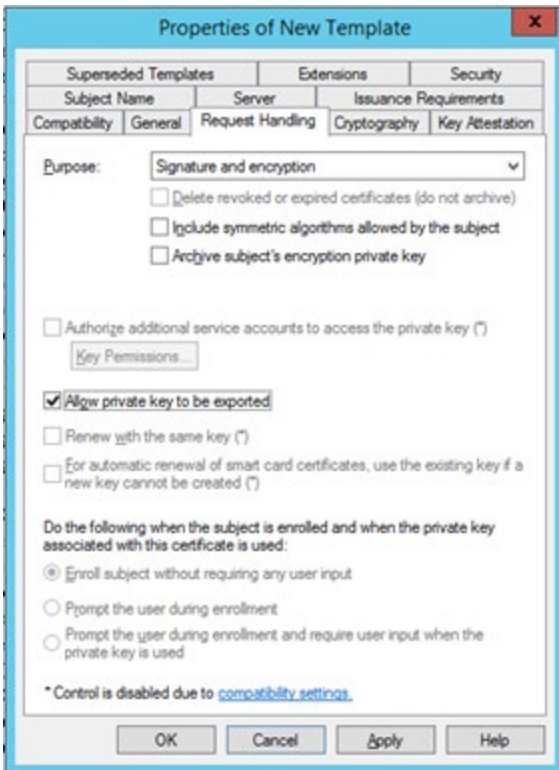 Properties of New Template
x
Superseded Templates Extensions Security
Subject Name Server Issuance Requirements
Compatibility General Request Handling Cryptography Key Attestation
Purpose: Signature and encryption
Delete revoked or expired certificates (do not archive)
Include symmetric algorithms allowed by the subject
Archive subject's encryption private key
Authorize additional service accounts to access the private key (*)
Key Permissions...
Allow private key to be exported
Renew with the same key (*)
For automatic renewal of smart card certificates, use the existing key if a
new key cannot be created (*)
Do the following when the subject is enrolled and when the private key
associated with this certificate is used:
Enroll subject without requiring any user input
Prompt the user during enrollment
Prompt the user during enrollment and require user input when the
private key is used
* Control is disabled due to compatibility settings.
OK Cancel Apply Help